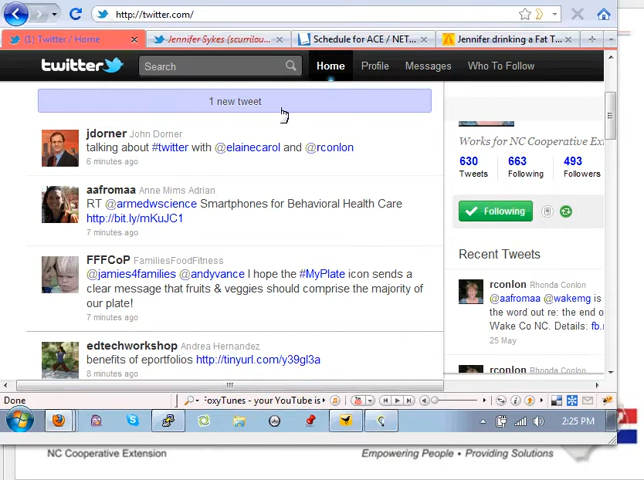 http://twitter.com/
(1) Twitter / Home
Jennifer Sykes (scurrilou...
Schedule for ACE / NET...
Jennifer drinking a Fat T...
twitter
Search
Home Profile Messages Who To Follow
1 new tweet
jdorner John Dorner
talking about #twitter with @elainecarol and @rconlon
6 minutes ago
aafromaa Anne Mims Adrian
RT @armedwscience Smartphones for Behavioral Health Care
http://bit.ly/mKuJC1
7 minutes ago
FFFCoP FamiliesFoodFitness
@jamies4families @andyvance I hope the #MyPlate icon sends a
clear message that fruits & veggies should comprise the majority of
our plate!
7 minutes ago
edtechworkshop Andrea Hernandez
benefits of eportfolios http://tinyurl.com/y39gl3a
8 minutes ago
Works for NC Cooperative Exten
630 663 493
Tweets Following Followers
Following
Recent Tweets
rconlon Rhonda Conlon
@aafromaa @wakemg is
the word out re: the end o
Wake Co NC. Details: fb.
25 May
rconlon Rhonda Conlon
Done
oxyTunes - your YouTube is
2:25 PM
NC Cooperative Extension
Empowering People • Providing Solutions